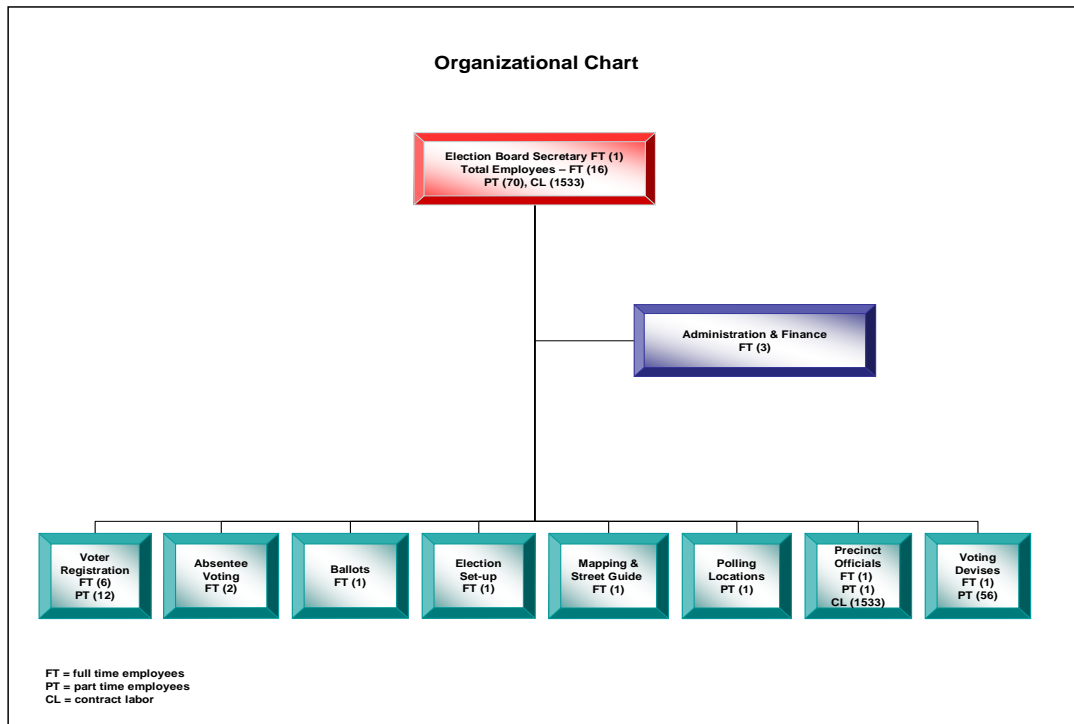 Organizational Chart
Election Board Secretary FT (1)
Total Employees – FT (16)
PT (70), CL (1533)
Administration & Finance
FT (3)
Voter
Registration
FT (6)
PT (12)
Absentee
Voting
FT (2)
Ballots
FT (1)
Election
Set-up
FT (1)
Mapping &
Street Guide
FT (1)
Polling
Locations
PT (1)
Precinct
Officials
FT (1)
PT (1)
CL (1533)
Voting
Devises
FT (1)
PT (56)
FT = full time employees
PT = part time employees
CL = contract labor